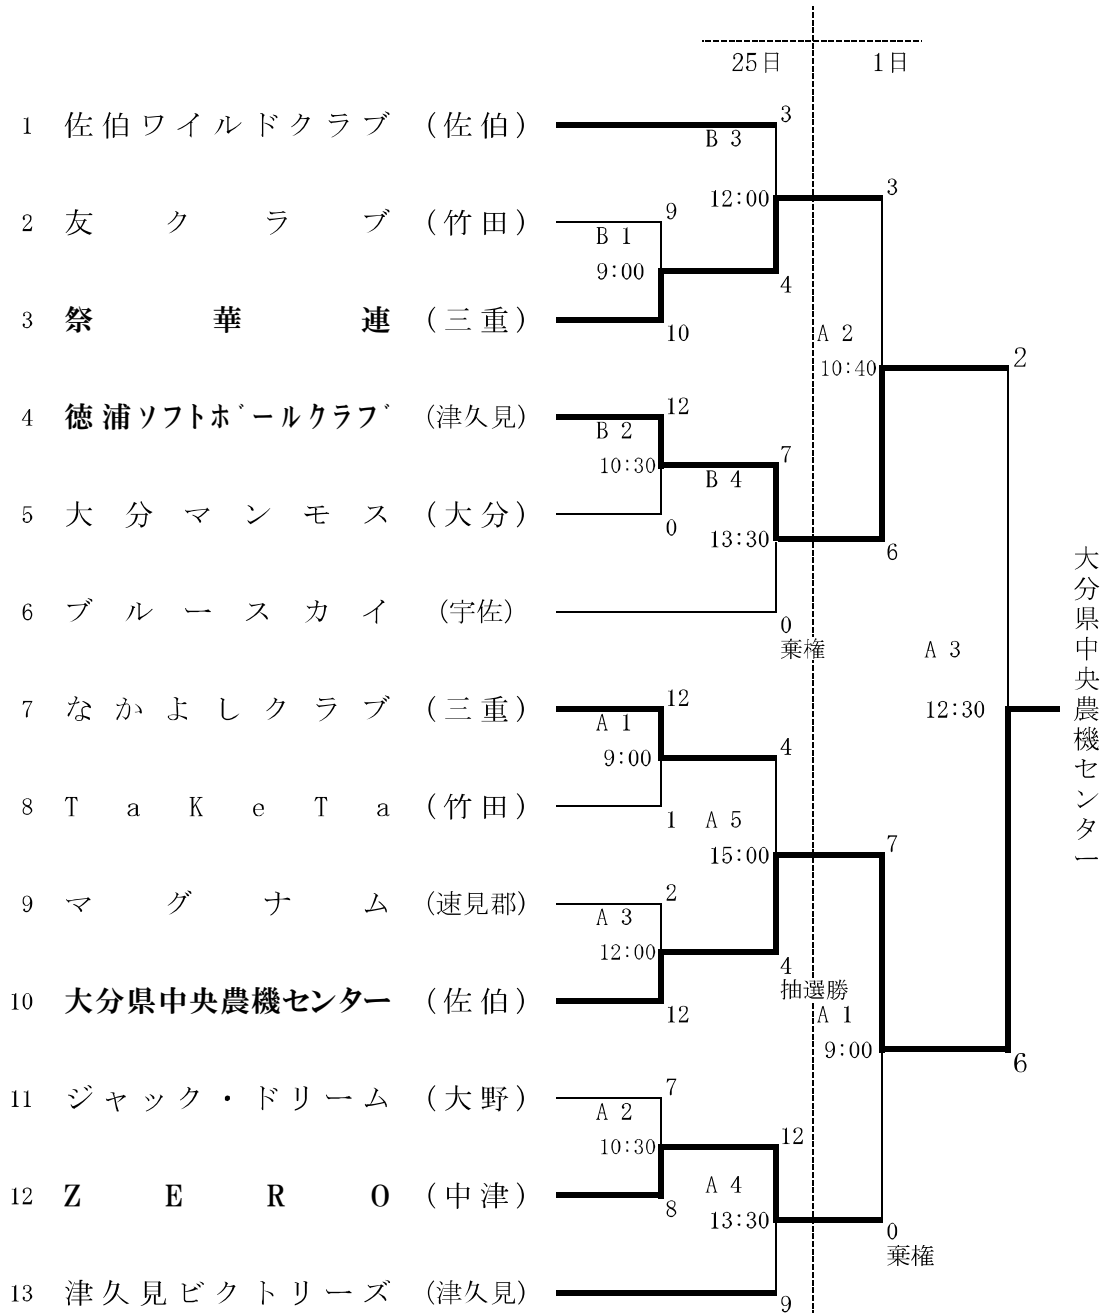 25日 1日
1 佐伯ワイルドクラブ (佐伯) 3
B 3
12:00 3
2 友クラブ (竹田) 9
B 1
9:00
4
3 祭華連 (三重) 10
A 2
10:40 2
4 徳浦ソフトボールクラブ (津久見) 12
B 2
10:30 7
B 4
5 大分マンモス (大分) 0
13:30 6
6 ブルースカイ (宇佐) 0
棄権
A 3
12:30
大分県中央農機センター
7 なかよしクラブ (三重) 12
A 1
9:00 4
8 TaKeTa (竹田) 1
A 5
15:00 7
9 マグナム (速見郡) 2
A 3
12:00 4
抽選勝
10 大分県中央農機センター (佐伯) 12
A 1
9:00 6
11 ジャック・ドリーム (大野) 7
A 2
10:30 12
12 ZERO (中津) 8
A 4
13:30 0
棄権
13 津久見ビクトリーズ (津久見) 9